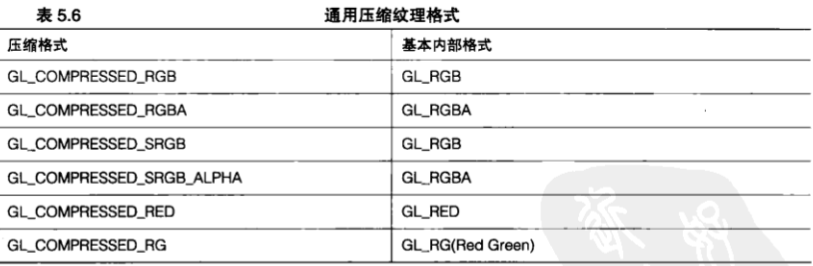 表 5.6 通用压缩纹理格式
压缩格式 基本内部格式
GL_COMPRESSED_RGB GL_RGB
GL_COMPRESSED_RGBA GL_RGBA
GL_COMPRESSED_SRGB GL_RGB
GL_COMPRESSED_SRGB_ALPHA GL_RGBA
GL_COMPRESSED_RED GL_RED
GL_COMPRESSED_RG GL_RG(Red Green)